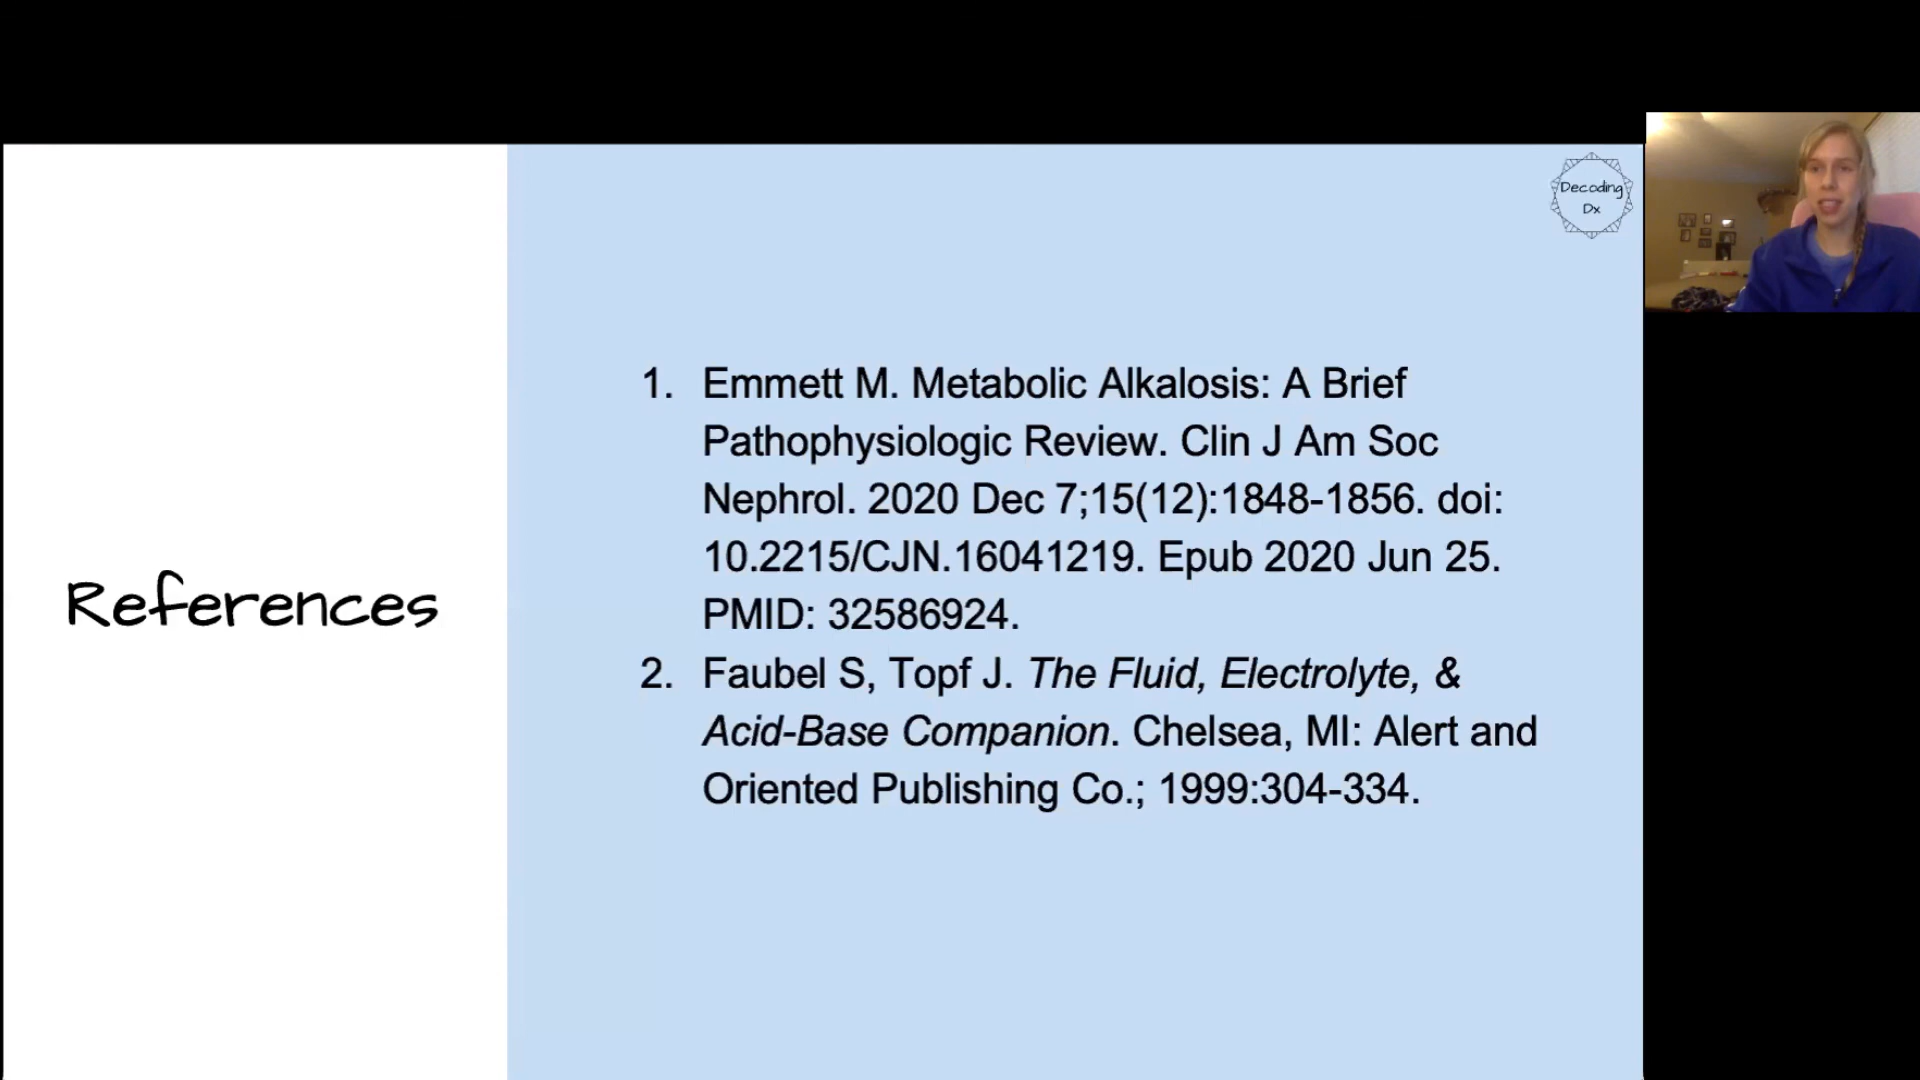 Decoding
Dx
References
1. Emmett M. Metabolic Alkalosis: A Brief
Pathophysiologic Review. Clin J Am Soc
Nephrol. 2020 Dec 7;15(12):1848-1856. doi:
10.2215/CJN.16041219. Epub 2020 Jun 25.
PMID: 32586924.
2. Faubel S, Topf J. The Fluid, Electrolyte, &
Acid-Base Companion. Chelsea, MI: Alert and
Oriented Publishing Co.; 1999:304-334.